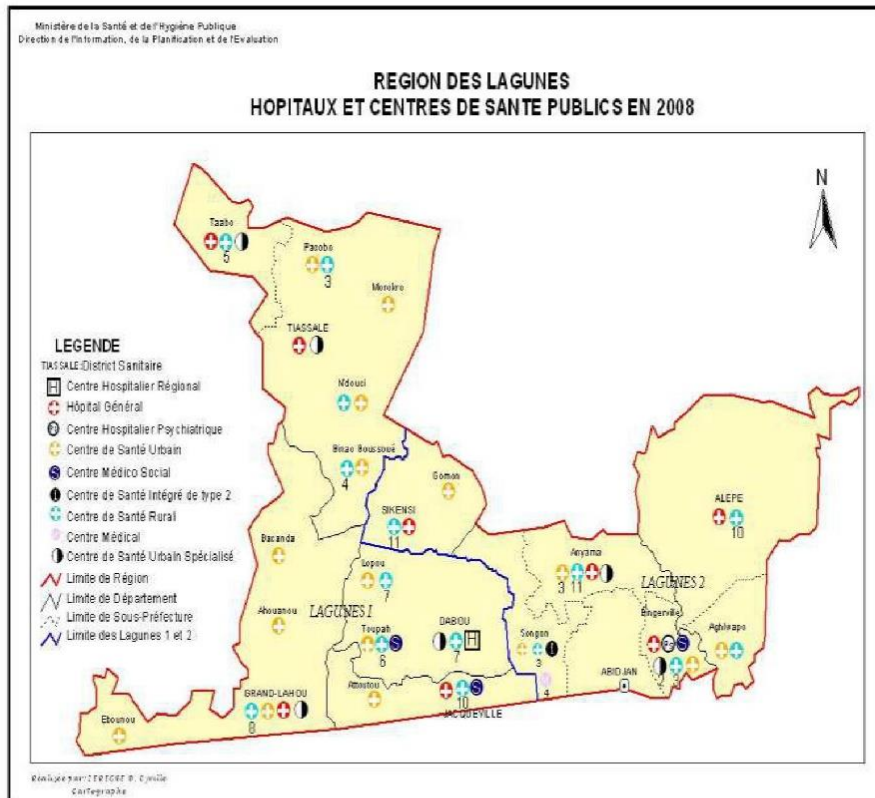 Ministère de la Santé et de l'Hygiène Publique
Direction de l'Information, de la Planification et de l'Evaluation
REGION DES LAGUNES
HOPITAUX ET CENTRES DE SANTE PUBLICS EN 2008
N
Taabo
5
Pacobo
3
Morokro
TIASSALE
N'douci
Binao Boussoué
4
Gomon
SIKENSI
11
ALEPE
10
Bacanda
Lopou
7
Anyama
3 11
LAGUNES 2
Ahouanou
LAGUNES 1
Toupah
6
DABOU
H
7
Songon
3
4
Bingerville
2 3
Aghiwapo
ABIDJAN
GRAND-LAHOU
8
Attoutou
10
JACQUEVILLE
Ebounou
LEGENDE
TIASSALE:District Sanitaire
H Centre Hospitalier Régional
Hôpital Général
Centre Hospitalier Psychiatrique
Centre de Santé Urbain
S Centre Médico Social
Centre de Santé Intégré de type 2
Centre de Santé Rural
Centre Médical
Centre de Santé Urbain Spécialisé
Limite de Région
Limite de Département
Limite de Sous-Préfecture
Limite des Lagunes 1 et 2
Cartographe